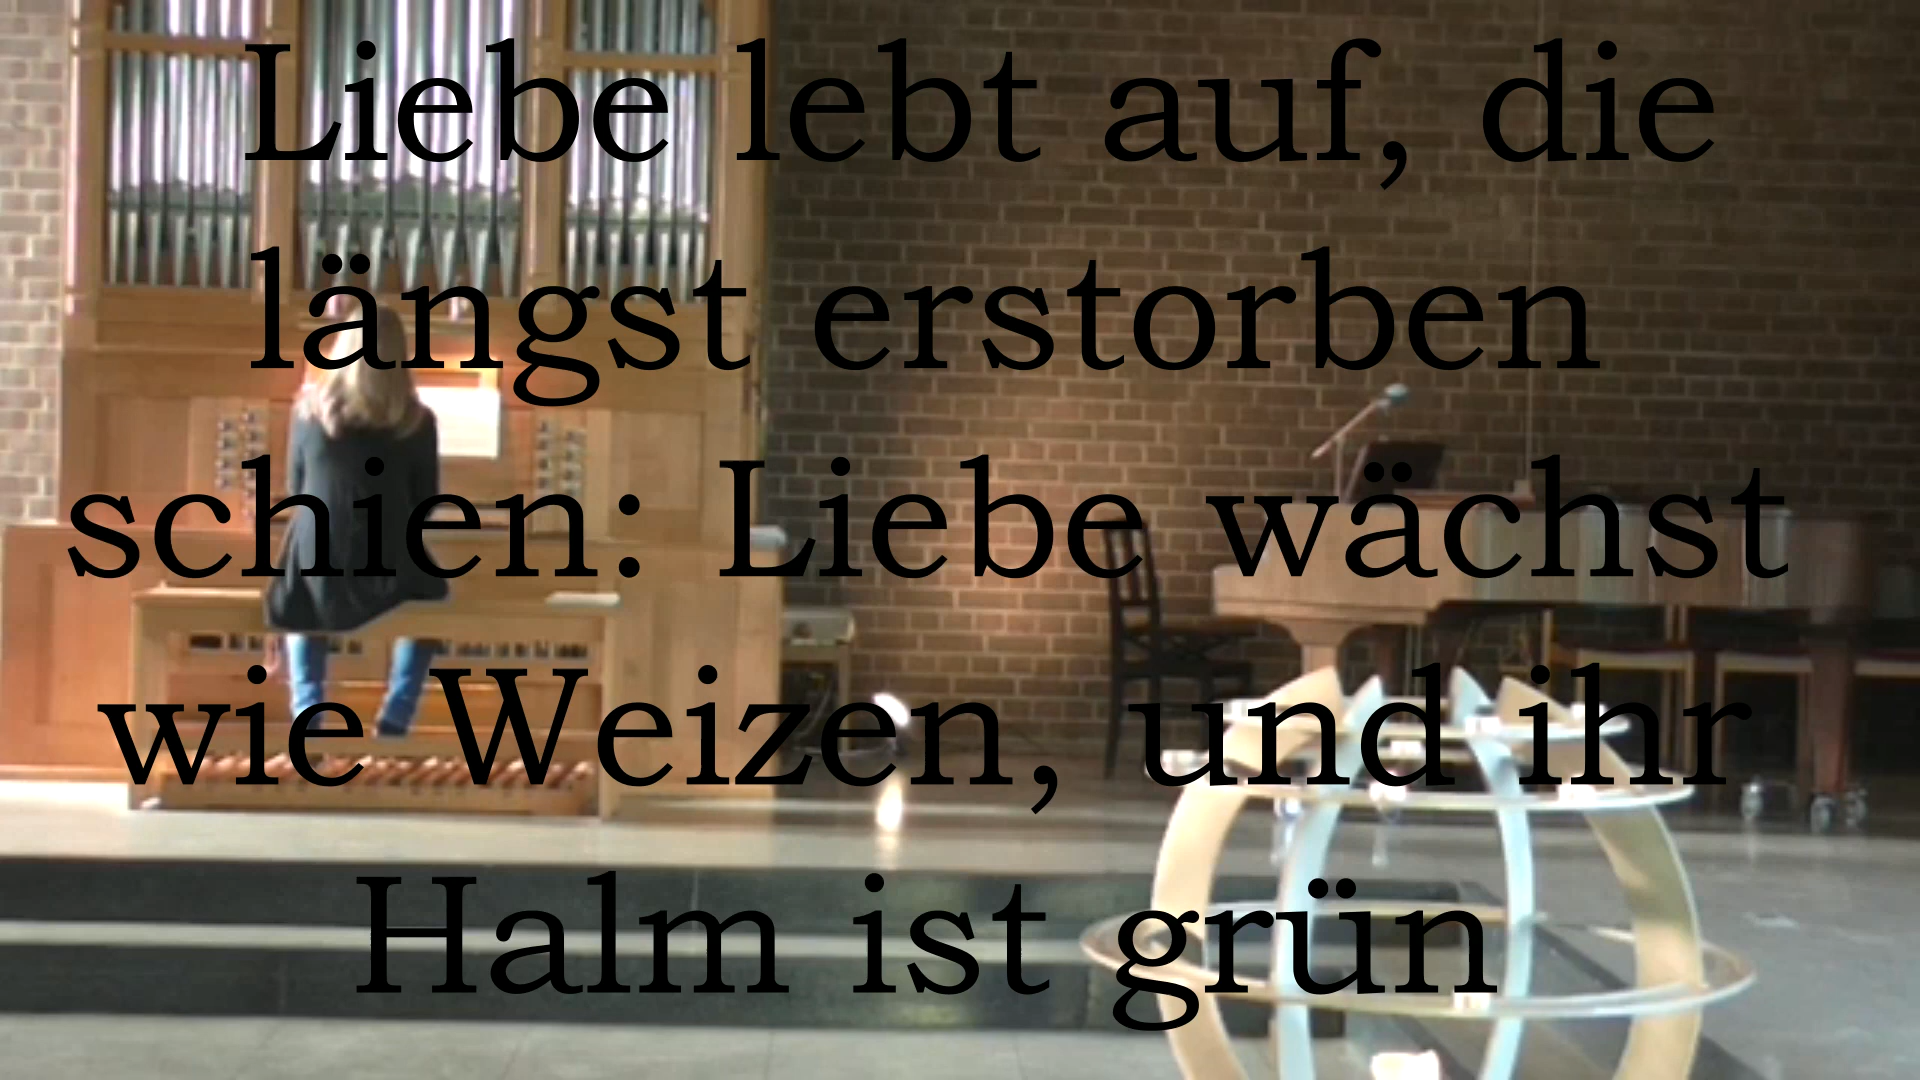 Liebe lebt auf, die
längst erstorben
schien: Liebe wächst
wie Weizen, und ihr
Halm ist grün